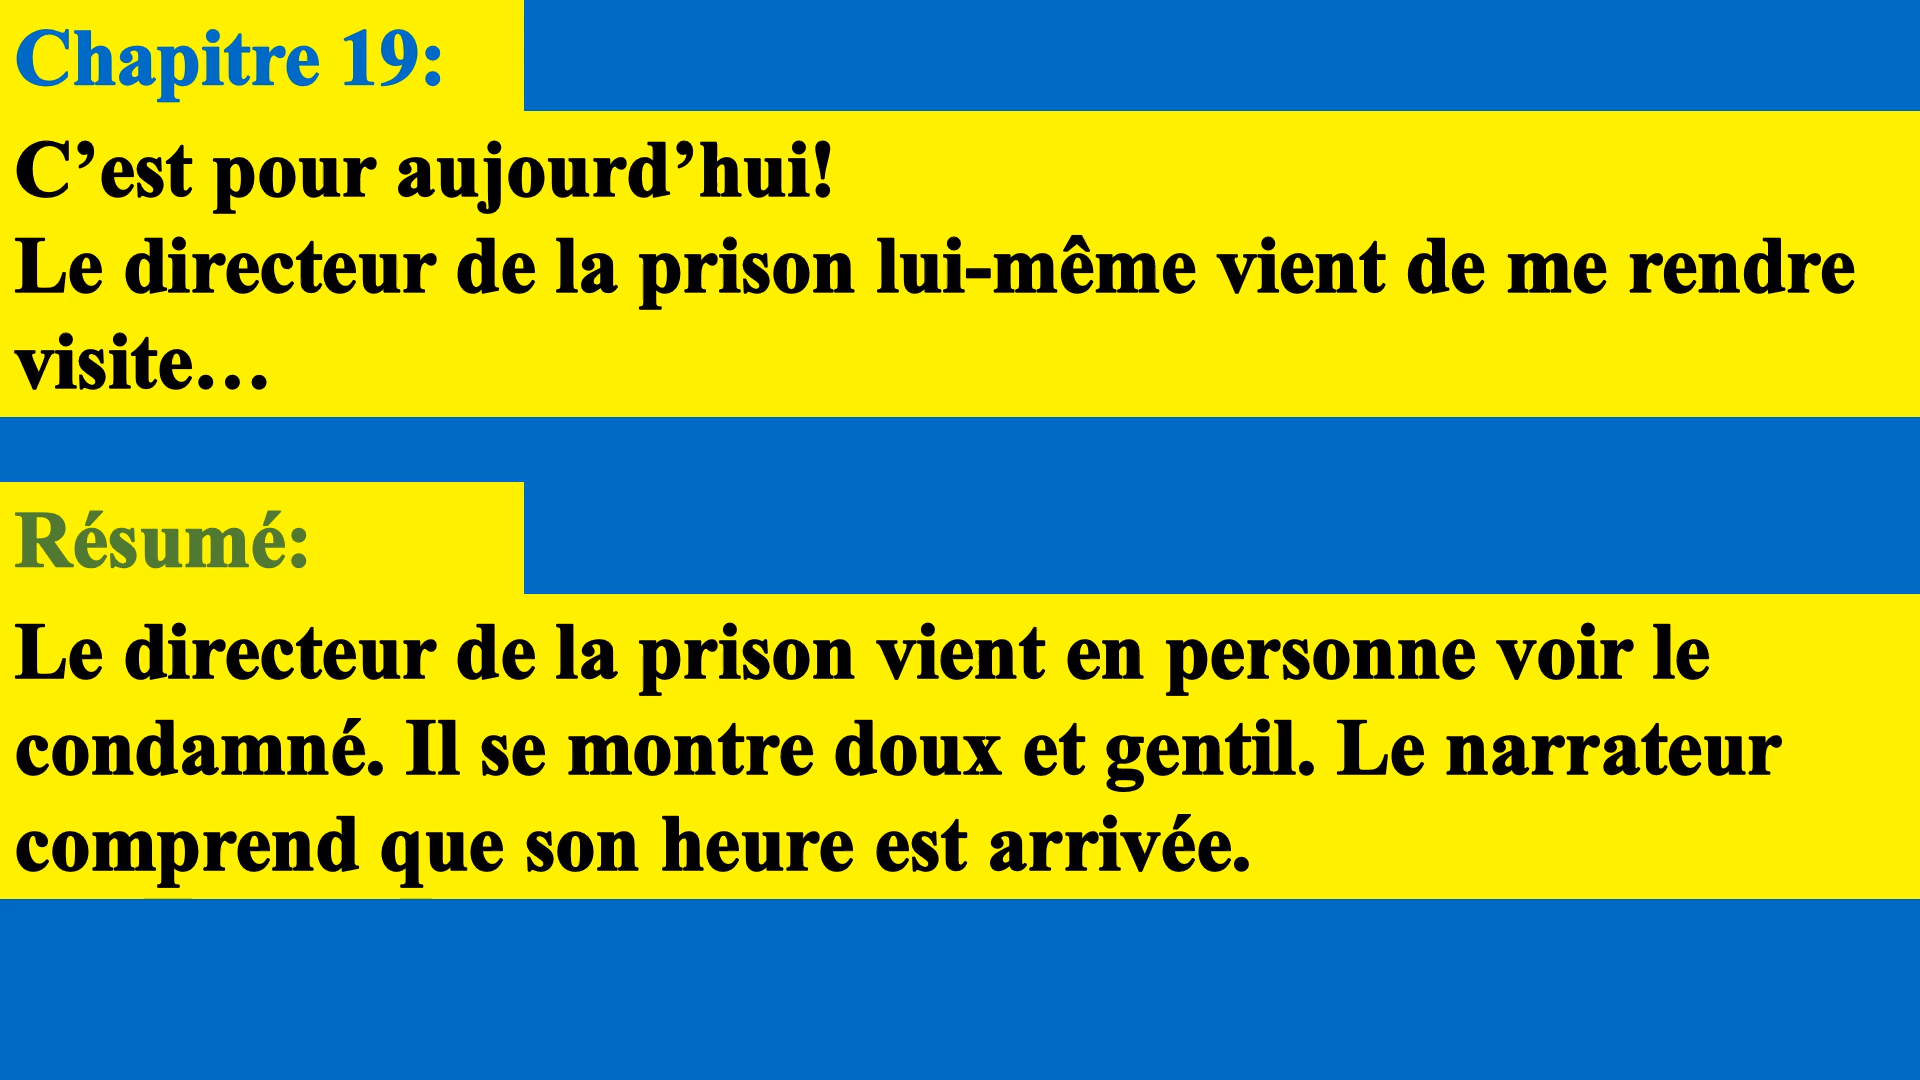 Chapitre 19:
C’est pour aujourd’hui!
Le directeur de la prison lui-même vient de me rendre
visite…
Résumé:
Le directeur de la prison vient en personne voir le
condamné. Il se montre doux et gentil. Le narrateur
comprend que son heure est arrivée.